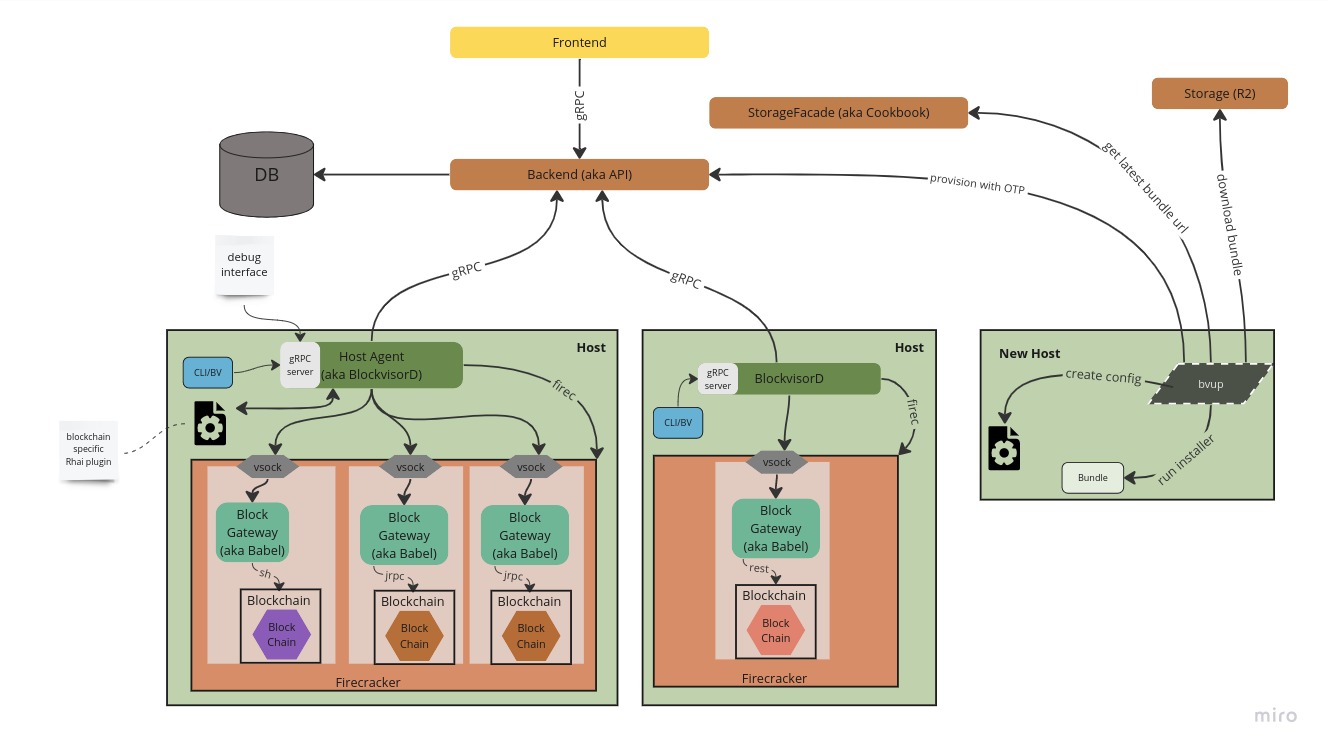 Frontend
gRPC
Storage (R2)
StorageFacade (aka Cookbook)
DB
Backend (aka API)
provision with OTP
get latest bundle url
download bundle
debug
interface
gRPC
gRPC
Host
gRPC
server
Host Agent
(aka BlockvisorD)
CLI/BV
firec
blockchain
specific
Rhai plugin
vsock
vsock
vsock
Block
Gateway
(aka Babel)
Block
Gateway
(aka Babel)
Block
Gateway
(aka Babel)
sh
jrpc
jrpc
Blockchain
Block
Chain
Blockchain
Block
Chain
Blockchain
Block
Chain
Firecracker
Host
gRPC
server
BlockvisorD
CLI/BV
firec
vsock
Block
Gateway
(aka Babel)
rest
Blockchain
Block
Chain
Firecracker
New Host
create config
bvup
run installer
Bundle
miro